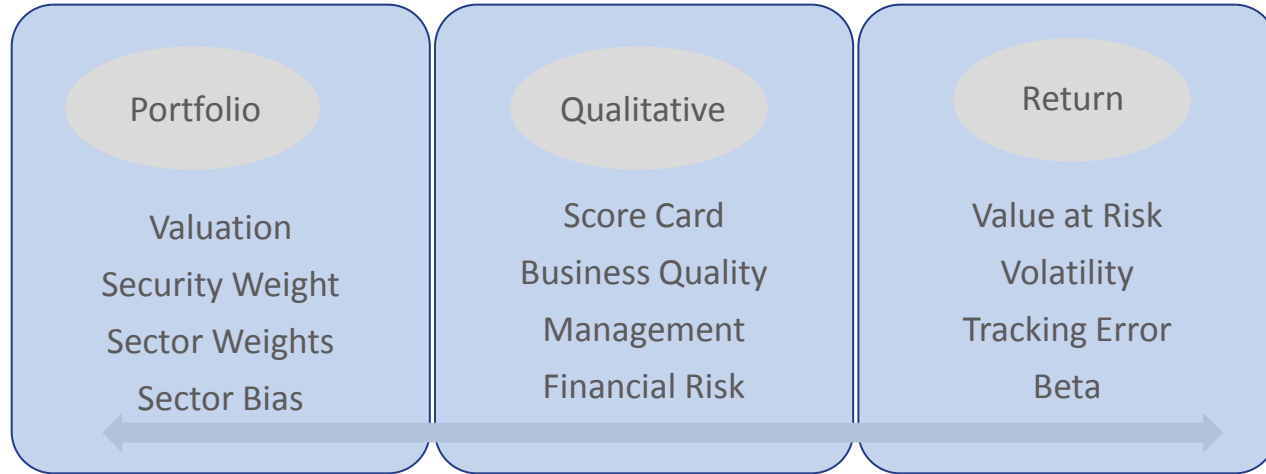 Portfolio
Valuation
Security Weight
Sector Weights
Sector Bias
Qualitative
Score Card
Business Quality
Management
Financial Risk
Return
Value at Risk
Volatility
Tracking Error
Beta